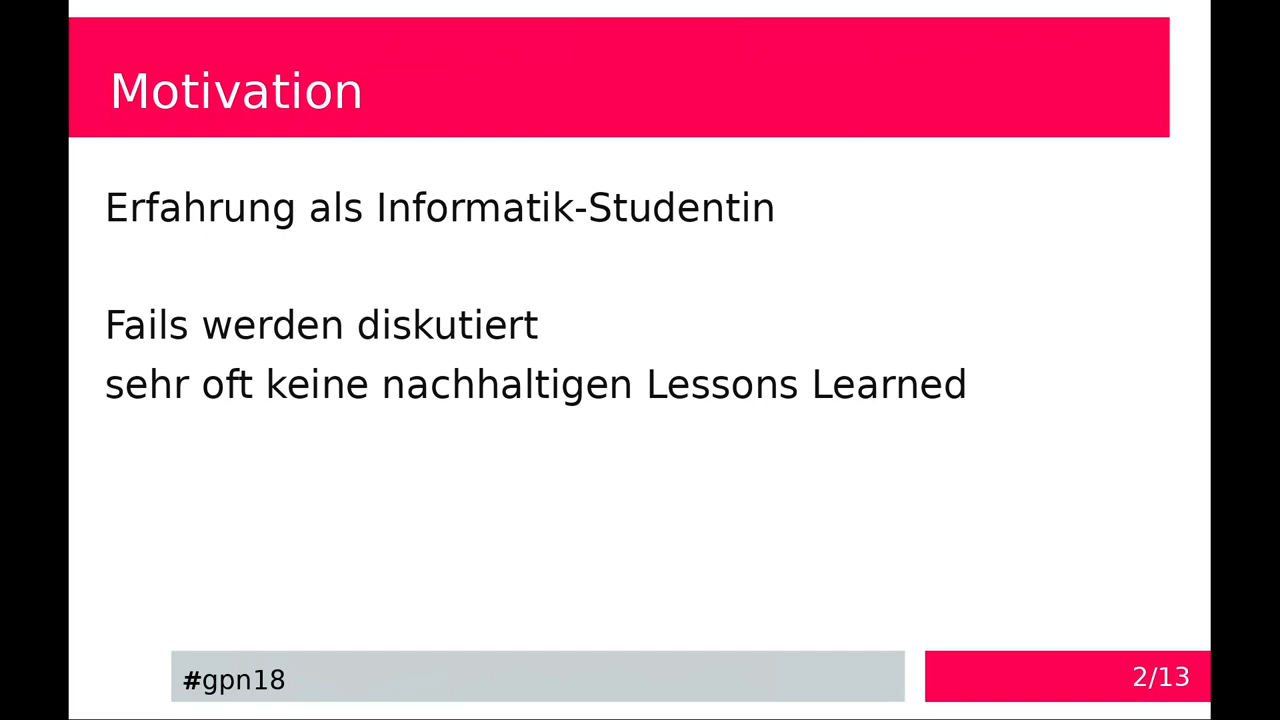 Motivation
Erfahrung als Informatik-Studentin
Fails werden diskutiert
sehr oft keine nachhaltigen Lessons Learned
#gpn18
2/13